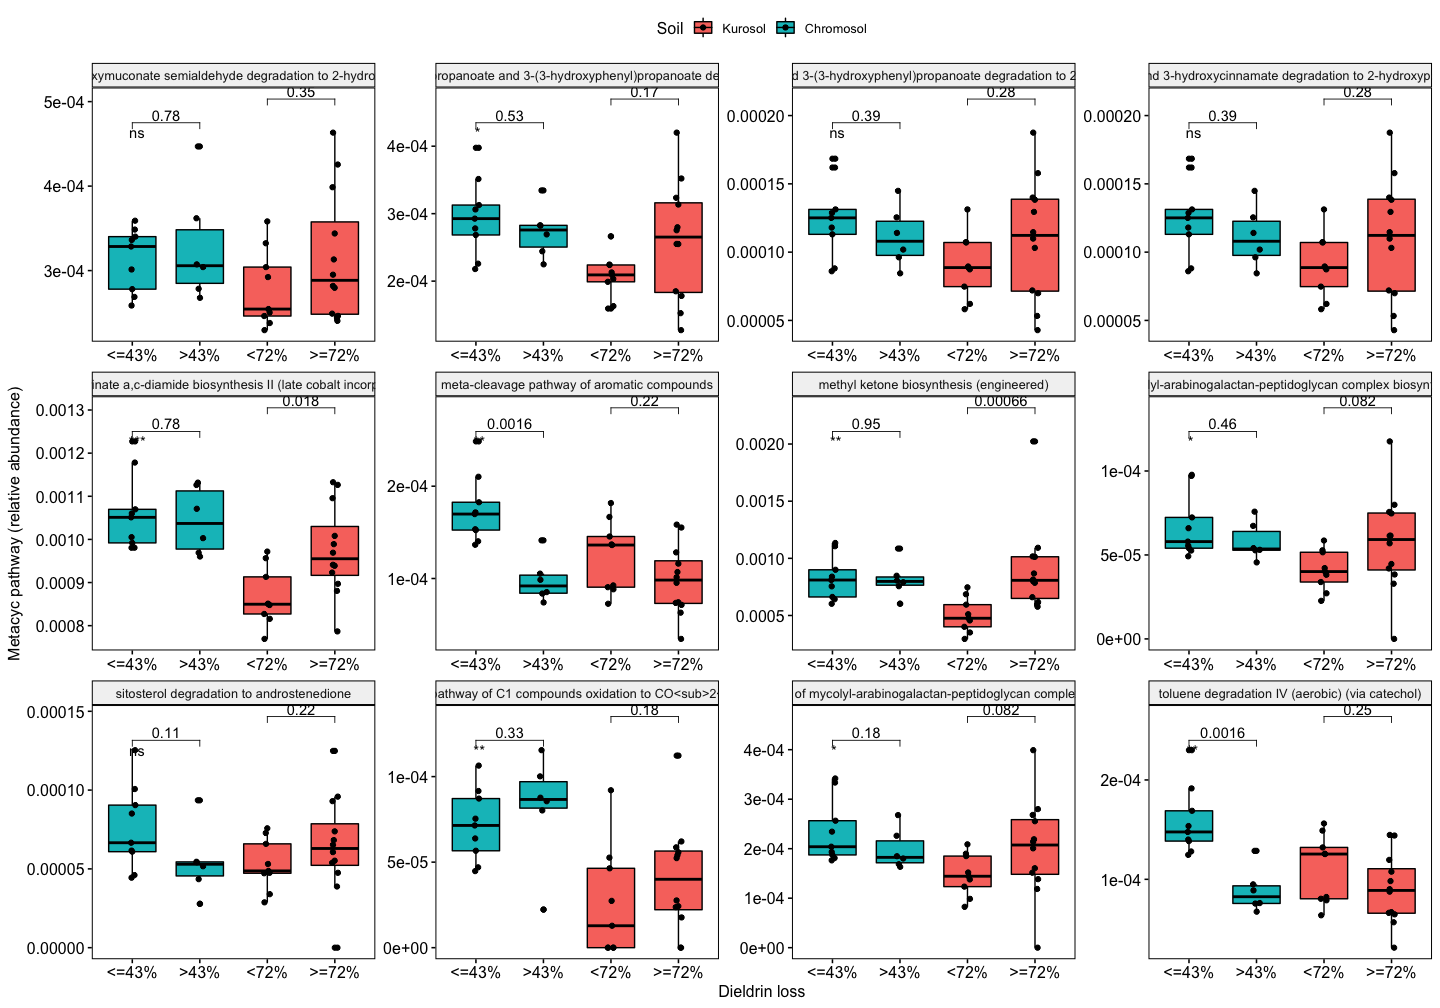 Soil Kurosol Chromosol
xymuconate semialdehyde degradation to 2-hydro
ropanoate and 3-(3-hydroxyphenyl)propanoate de
d 3-(3-hydroxyphenyl)propanoate degradation to 2
nd 3-hydroxycinnamate degradation to 2-hydroxyp
0.35
0.17
0.28
0.28
5e-04
4e-04
3e-04
0.78
ns
4e-04
3e-04
2e-04
0.53
*
0.00020
0.00015
0.00010
0.00005
0.39
ns
0.00020
0.00015
0.00010
0.00005
0.39
ns
<=43% >43% <72% >=72%
<=43% >43% <72% >=72%
<=43% >43% <72% >=72%
<=43% >43% <72% >=72%
Metacyc pathway (relative abundance)
inate a,c-diamide biosynthesis II (late cobalt incorp
meta-cleavage pathway of aromatic compounds
methyl ketone biosynthesis (engineered)
lyl-arabinogalactan-peptidoglycan complex biosyn
0.018
0.22
0.00066
0.082
0.0013
0.0012
0.0011
0.0010
0.0009
0.0008
0.78
2e-04
1e-04
0.0016
0.0020
0.0015
0.0010
0.0005
0.95
**
1e-04
5e-05
0e+00
0.46
*
<=43% >43% <72% >=72%
<=43% >43% <72% >=72%
<=43% >43% <72% >=72%
<=43% >43% <72% >=72%
sitosterol degradation to androstenedione
pathway of C1 compounds oxidation to CO<sub>2<
of mycolyl-arabinogalactan-peptidoglycan comple
toluene degradation IV (aerobic) (via catechol)
0.22
0.18
0.082
0.25
0.00015
0.00010
0.00005
0.00000
0.11
ns
1e-04
5e-05
0e+00
0.33
**
4e-04
3e-04
2e-04
1e-04
0e+00
0.18
*
2e-04
1e-04
0.0016
<=43% >43% <72% >=72%
<=43% >43% <72% >=72%
<=43% >43% <72% >=72%
<=43% >43% <72% >=72%
Dieldrin loss